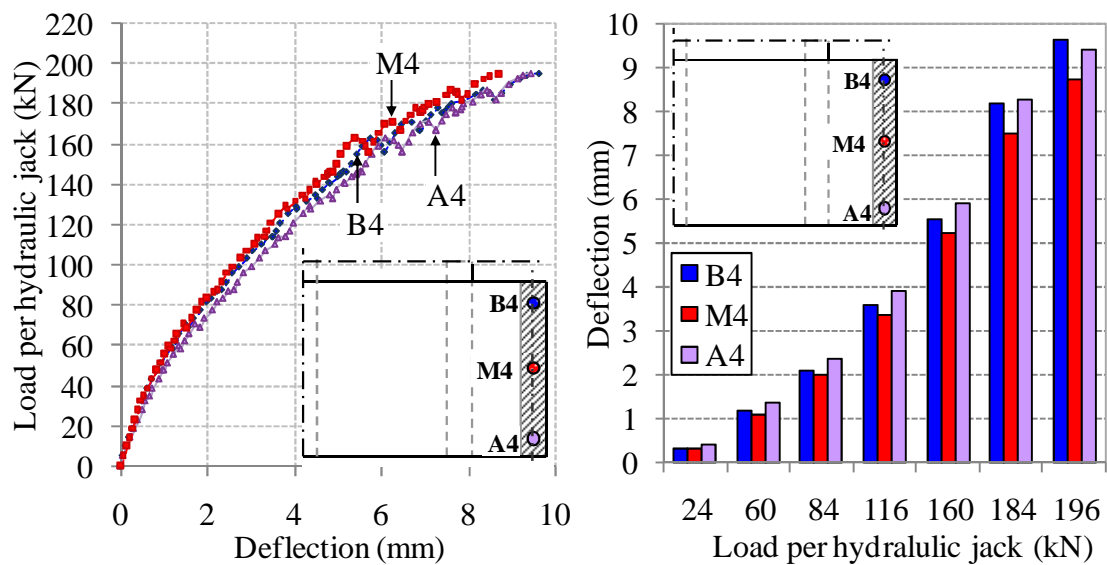 Load per hydraulic jack (kN)
220
200
180
160
140
120
100
80
60
40
20
0
M4
B4
A4
B4
M4
A4
0 2 4 6 8 10
Deflection (mm)
Deflection (mm)
10
9
8
7
6
5
4
3
2
1
0
B4
M4
A4
B4
M4
A4
24 60 84 116 160 184 196
Load per hydralulic jack (kN)